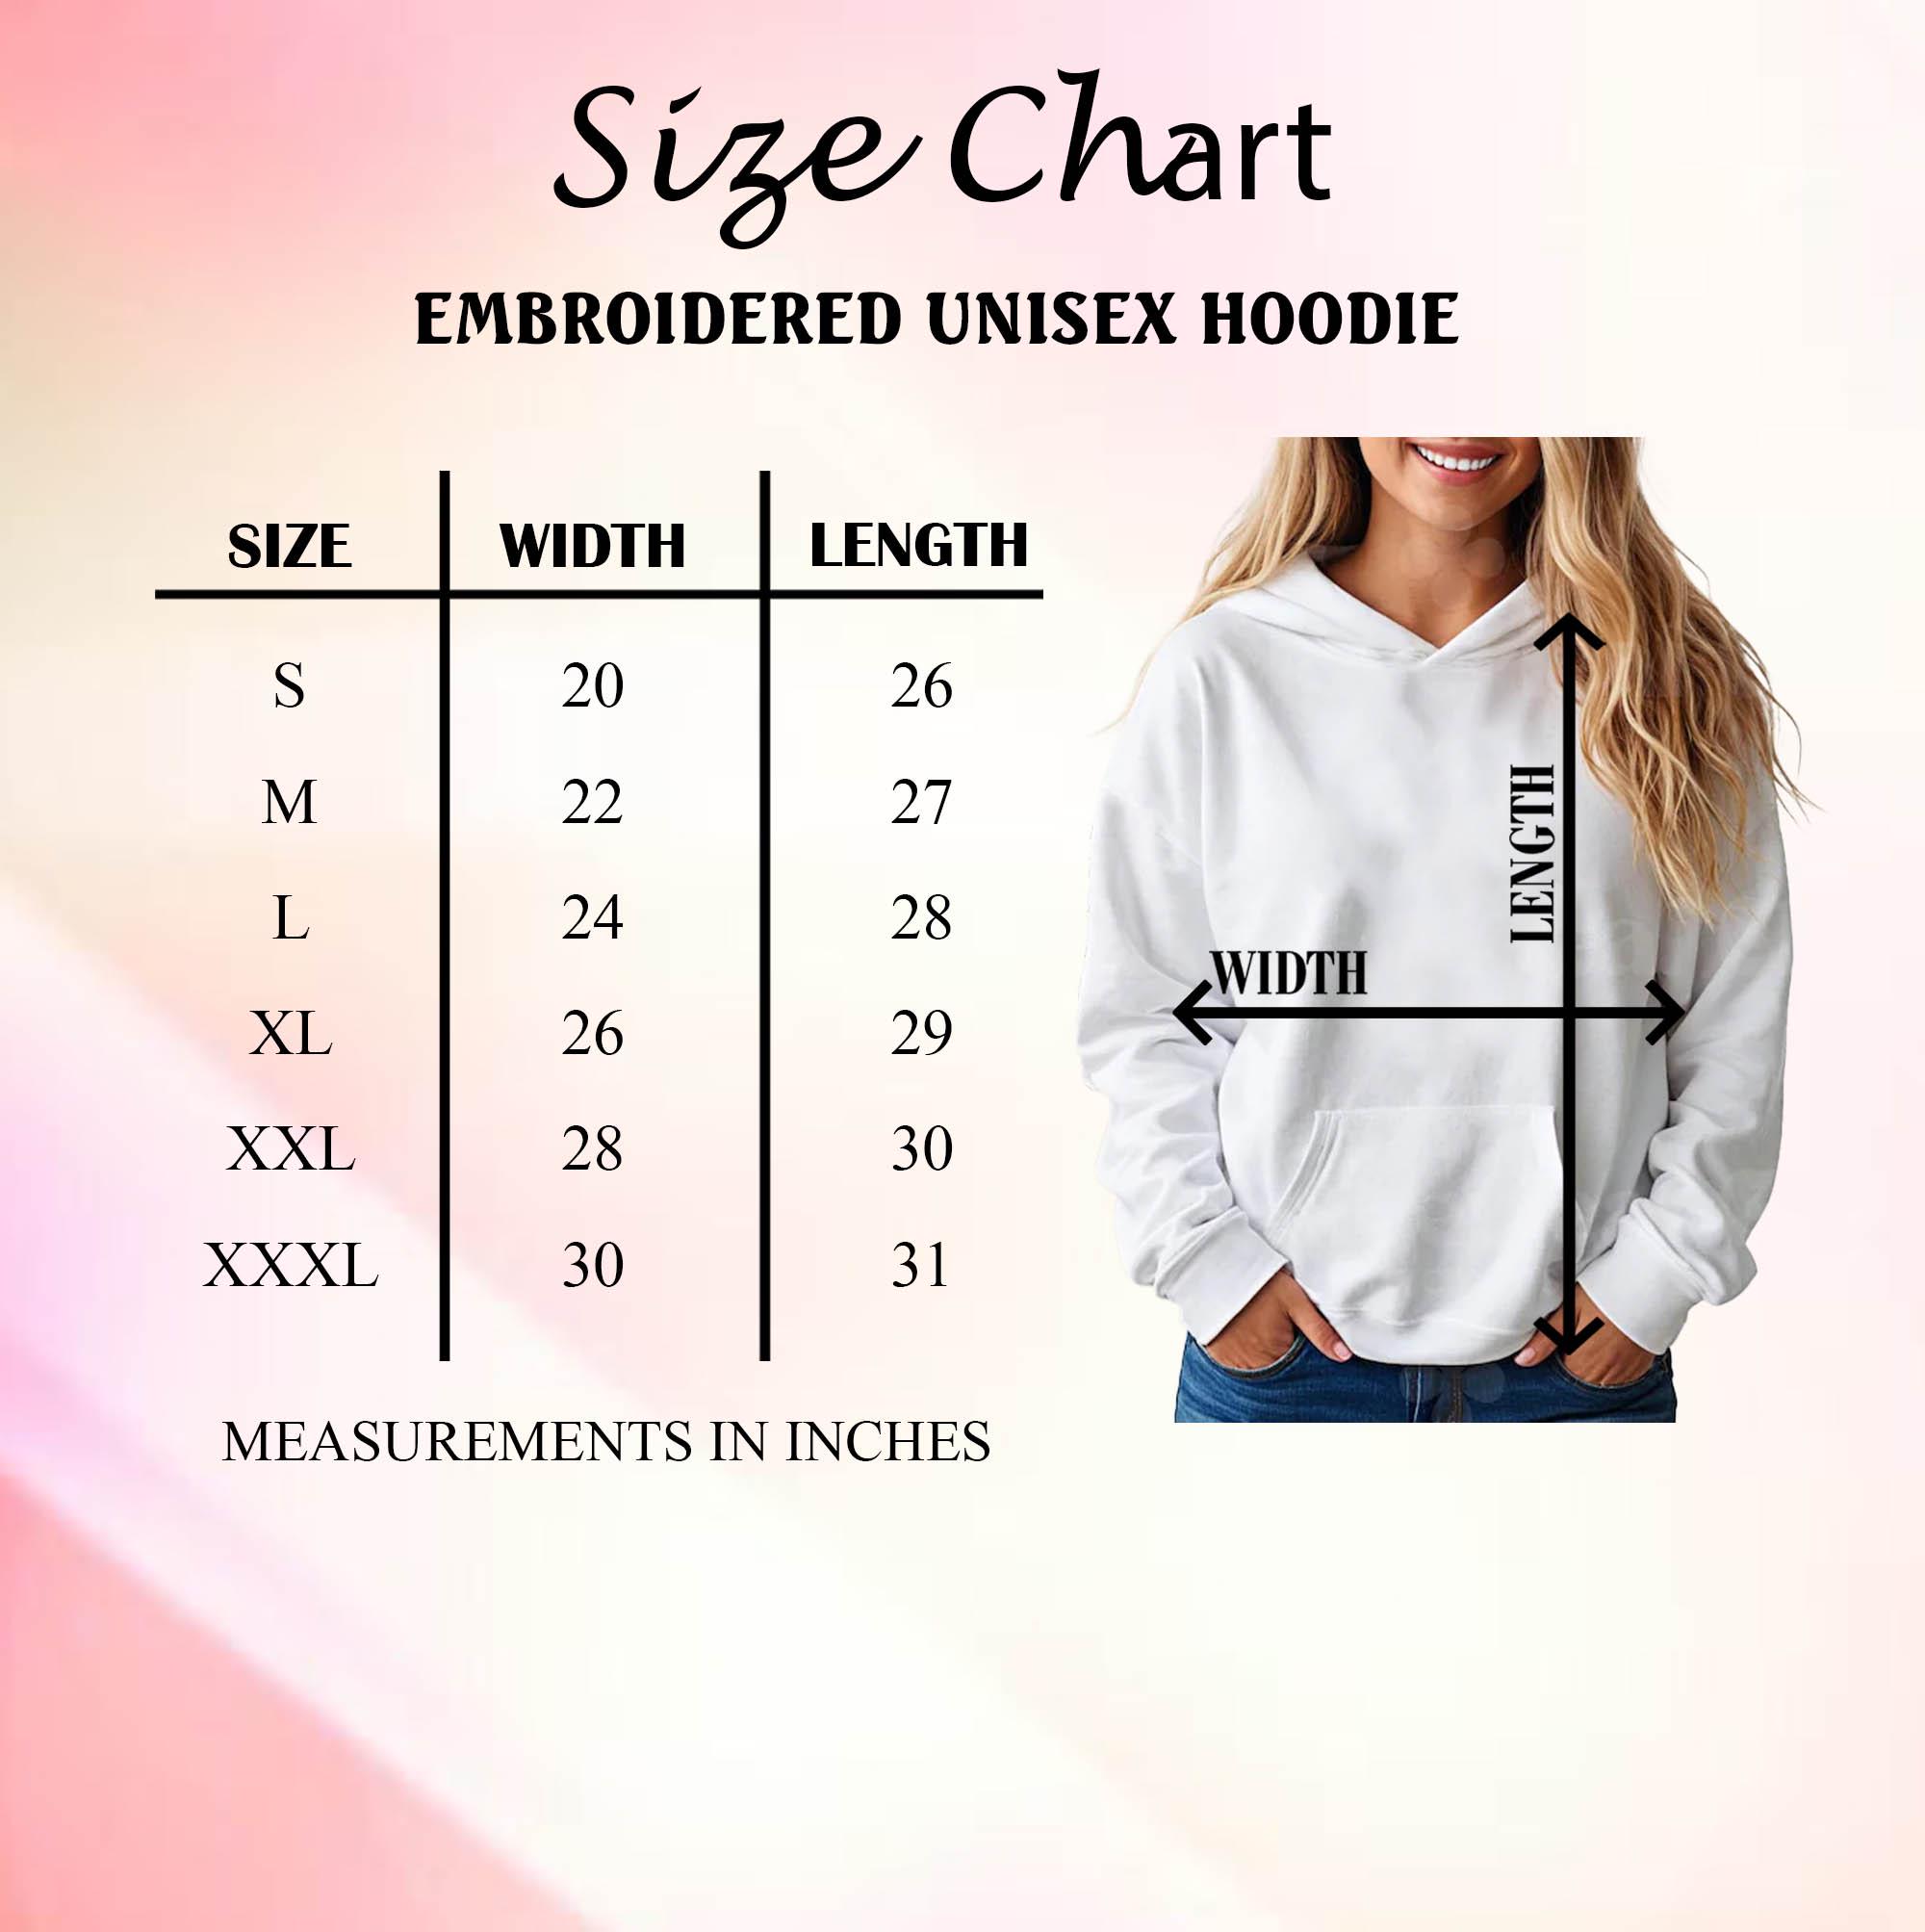 Size Chart
EMBROIDERED UNISEX HOODIE
SIZE WIDTH LENGTH
S 20 26
M 22 27
L 24 28
XL 26 29
XXL 28 30
XXXL 30 31
MEASUREMENTS IN INCHES
LENGTH
WIDTH